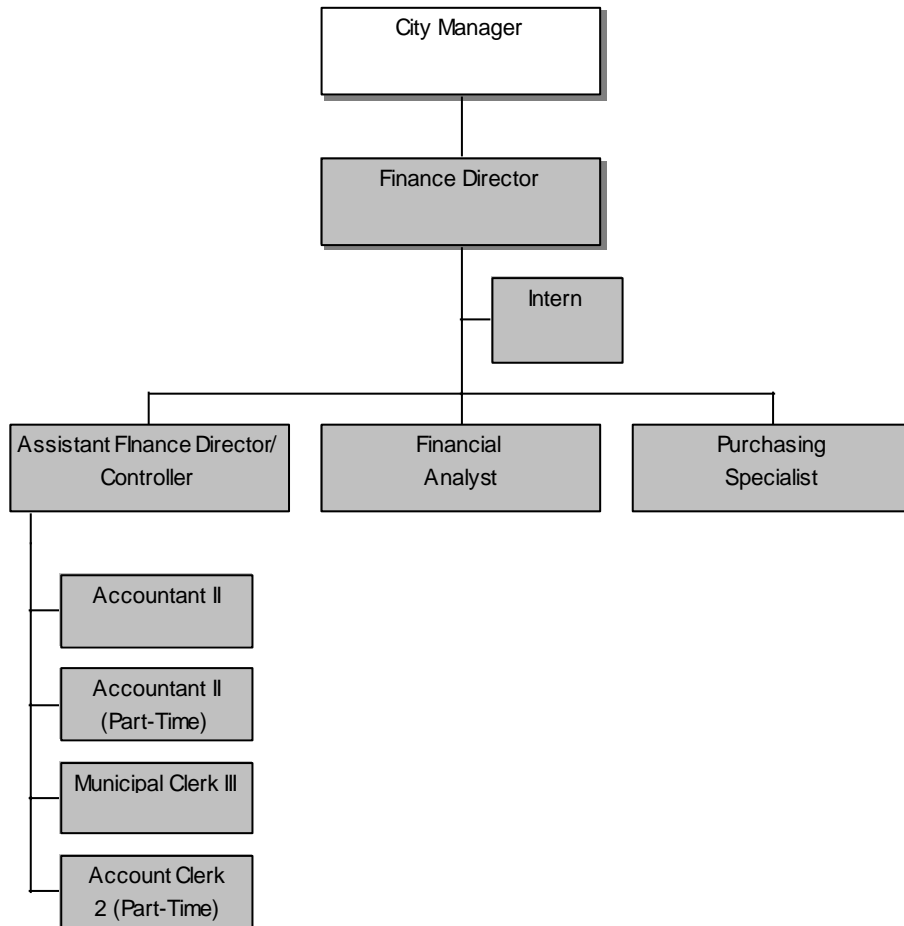 City Manager
Finance Director
Intern
Assistant FInance Director/
Controller
Financial
Analyst
Purchasing
Specialist
Accountant II
Accountant II
(Part-Time)
Municipal Clerk III
Account Clerk
2 (Part-Time)